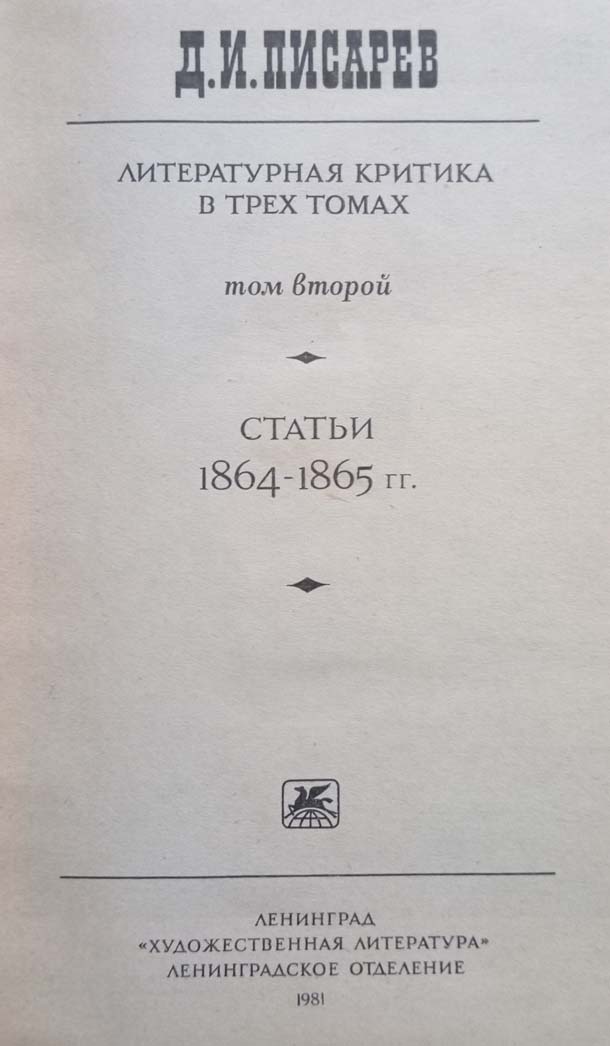 Д.И.ПИСАРЕВ
ЛИТЕРАТУРНАЯ КРИТИКА
В ТРЕХ ТОМАХ
том второй
СТАТЬИ
1864-1865 гг.
ЛЕНИНГРАД
«ХУДОЖЕСТВЕННАЯ ЛИТЕРАТУРА»
ЛЕНИНГРАДСКОЕ ОТДЕЛЕНИЕ
1981